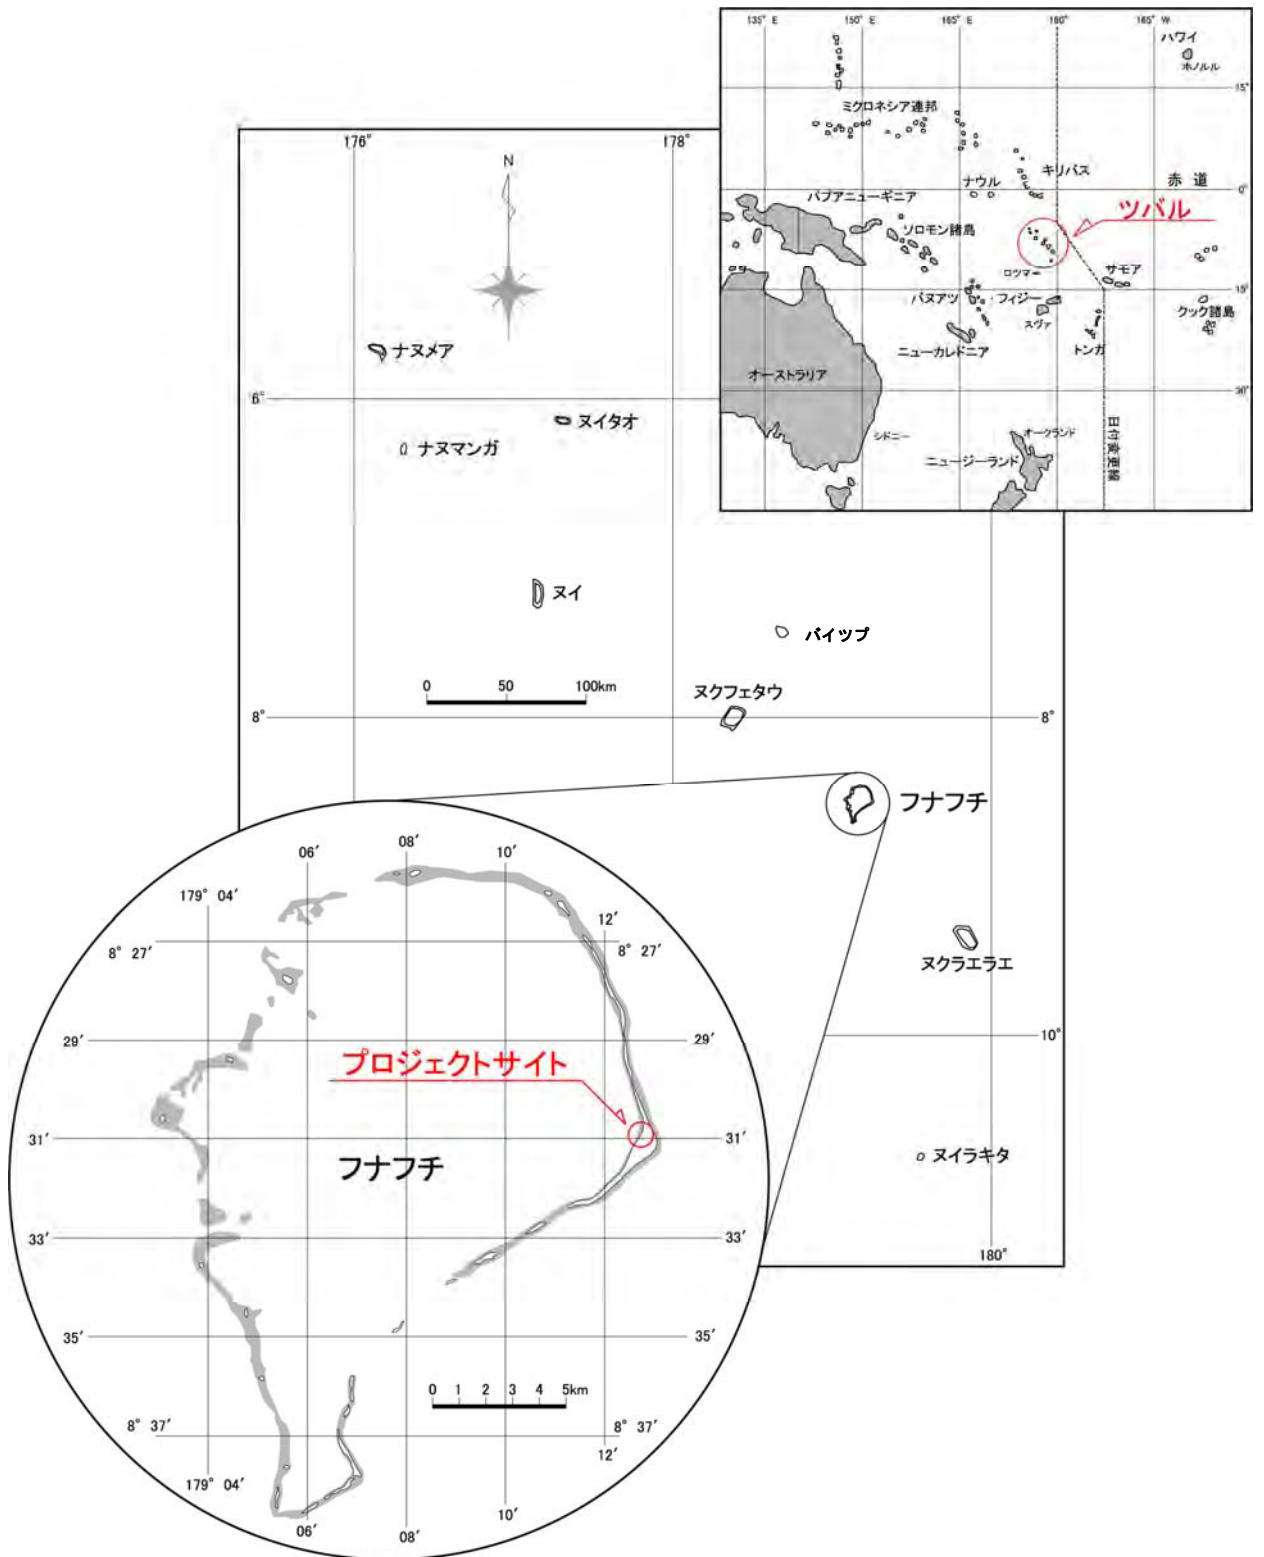 135° E
150° E
165° E
180°
165° W
ハワイ
ホノルル
15°
ミクロネシア連邦
キリバス
ナウル
赤 道
0°
パプアニューギニア
ツバル
ソロモン諸島
ロツマー
サモア
15°
バヌアツ
フィジー
スヴァ
クック諸島
ニューカレドニア
トンガ
オーストラリア
30°
日付変更線
シドニー
オークランド
ニュージーランド
176°
178°
N
ナヌメア
6°
ヌイタオ
ナヌマンガ
ヌイ
バイツプ
0 50 100km
ヌクフェタウ
8°
8°
フナフチ
ヌクラエラエ
10°
ヌイラキタ
180°
179° 04′
06′
08′
10′
12′
8° 27′
8° 27′
29′
29′
プロジェクトサイト
31′
31′
フナフチ
33′
33′
35′
35′
0 1 2 3 4 5km
8° 37′
8° 37′
179° 04′
06′
08′
10′
12′